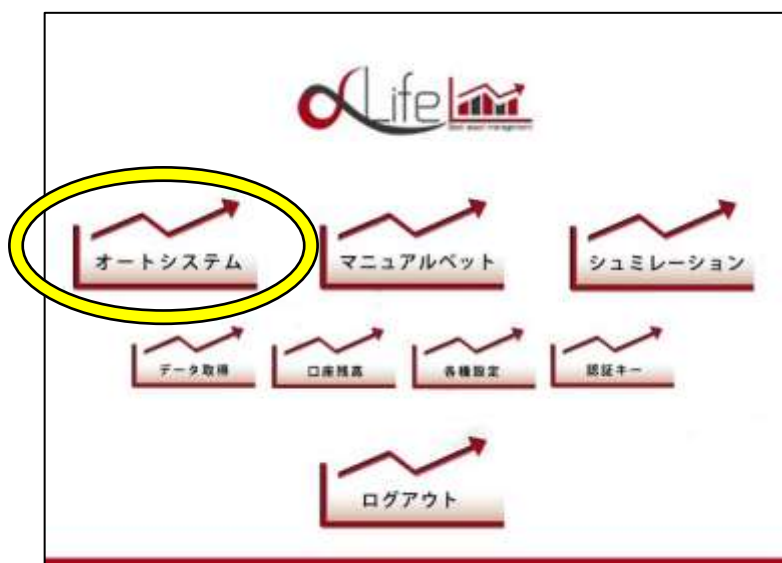 αLife
オートシステム
マニュアルベット
シュミレーション
データ取得
口座残高
各種設定
認証キー
ログアウト